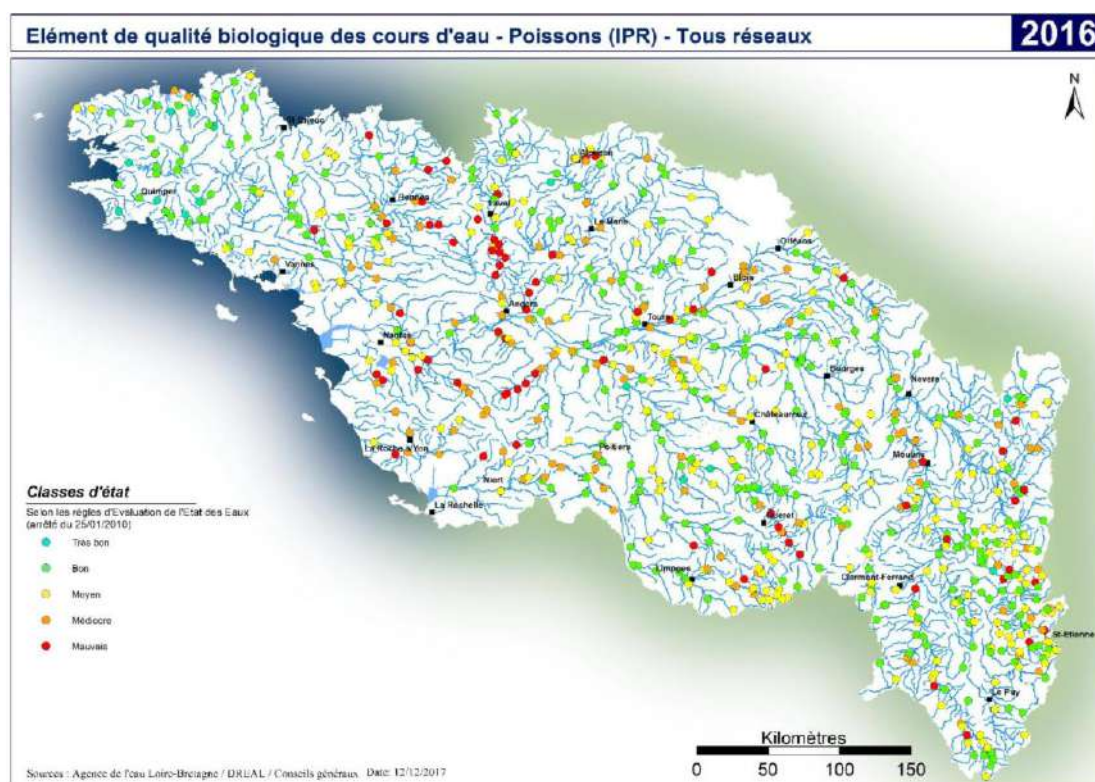 Elément de qualité biologique des cours d'eau - Poissons (IPR) - Tous réseaux
2016
N
St-Brieuc
Quimper
Alençon
Rennes
Laval
Le Mans
Orléans
Vannes
Blois
Angers
Tours
Nantes
Bourges
Nevers
Châteauroux
La Roche s/Yon
Poitiers
Moulins
Niort
La Rochelle
Guéret
Limoges
Clermont-Ferrand
St-Etienne
Le Puy
Classes d'état
Selon les règles d'Evaluation de l'Etat des Eaux
(arrêté du 25/01/2010)
Très bon
Bon
Moyen
Médiocre
Mauvais
Kilomètres
0 50 100 150
Sources : Agence de l'eau Loire-Bretagne / DREAL / Conseils généraux Date: 12/12/2017